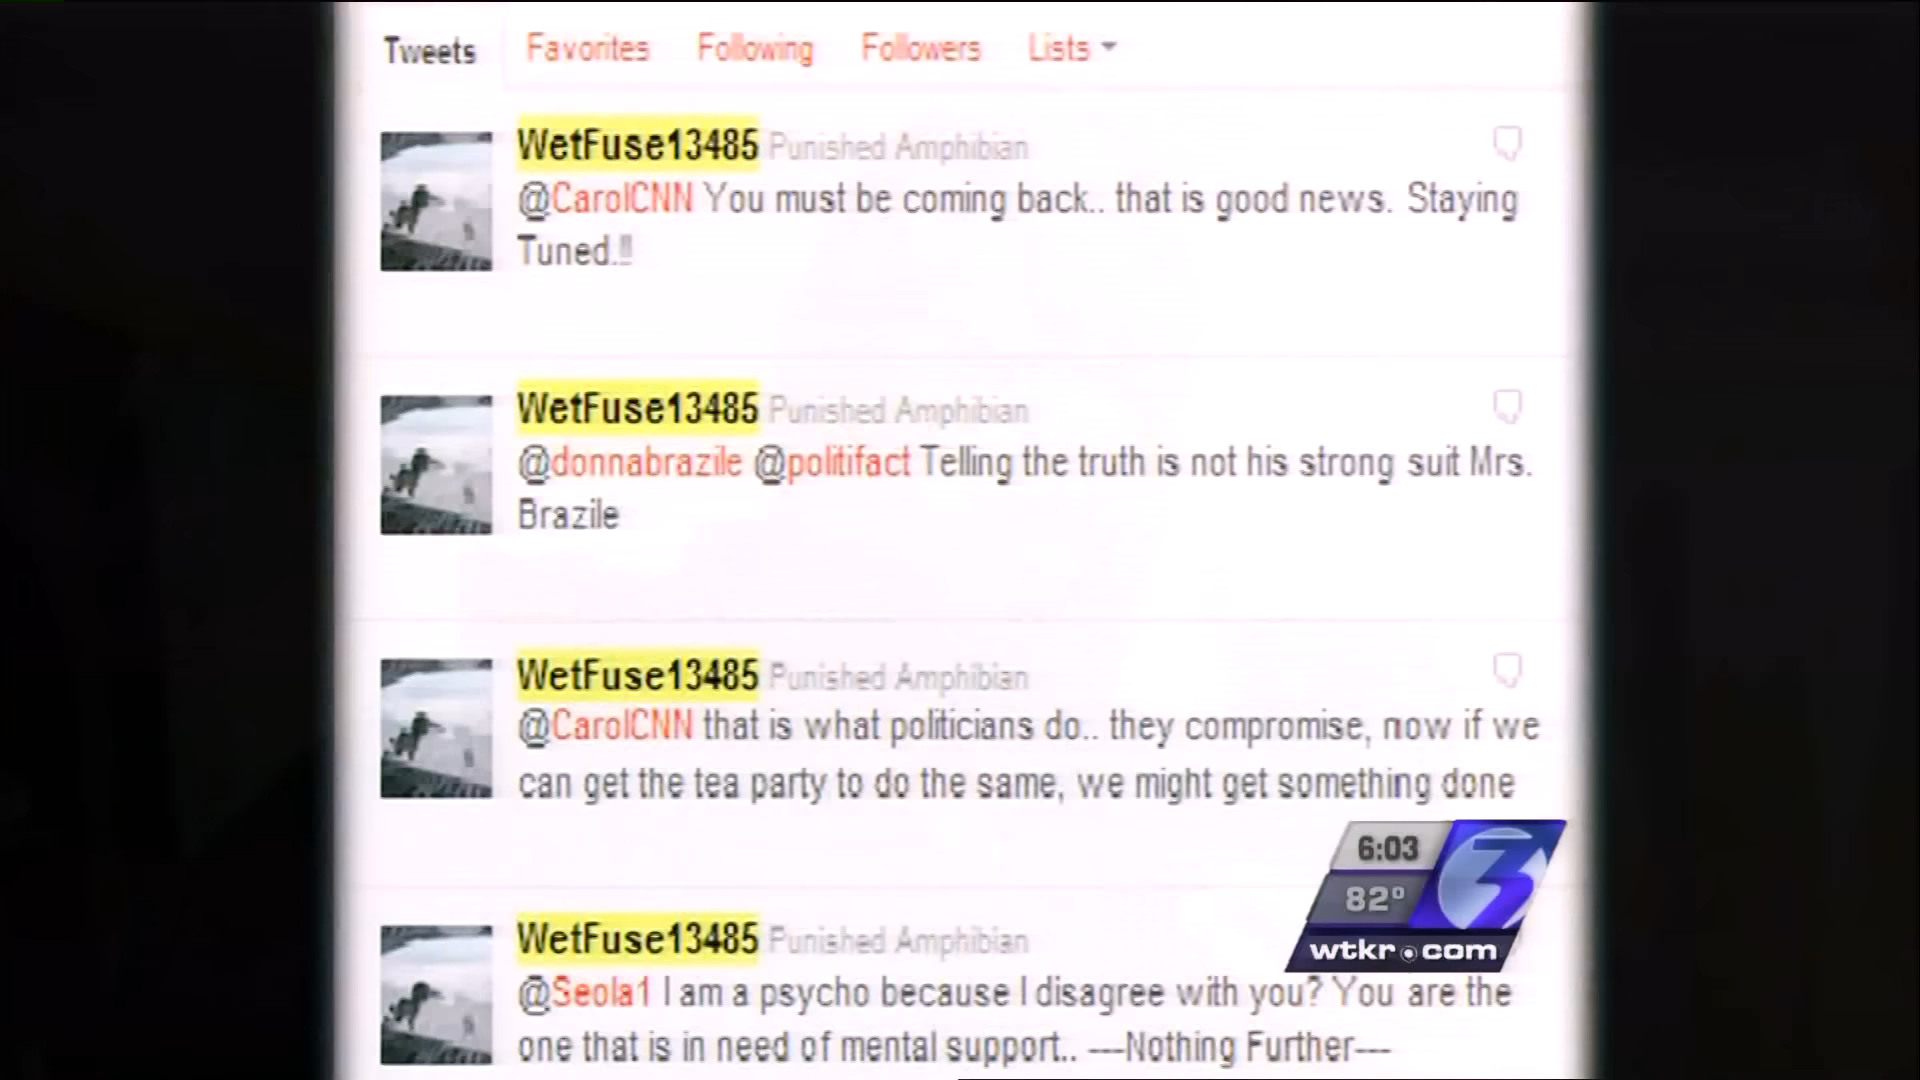 Tweets Favorites Following Followers Lists
WetFuse13485 Punished Amphibian
@CarolCNN You must be coming back.. that is good news. Staying
Tuned.!!
WetFuse13485 Punished Amphibian
@donnabrazile @politifact Telling the truth is not his strong suit Mrs.
Brazile
WetFuse13485 Punished Amphibian
@CarolCNN that is what politicians do.. they compromise, now if we
can get the tea party to do the same, we might get something done
6:03
82°
3
wtkr.com
WetFuse13485 Punished Amphibian
@Seola1 I am a psycho because I disagree with you? You are the
one that is in need of mental support.. ---Nothing Further---